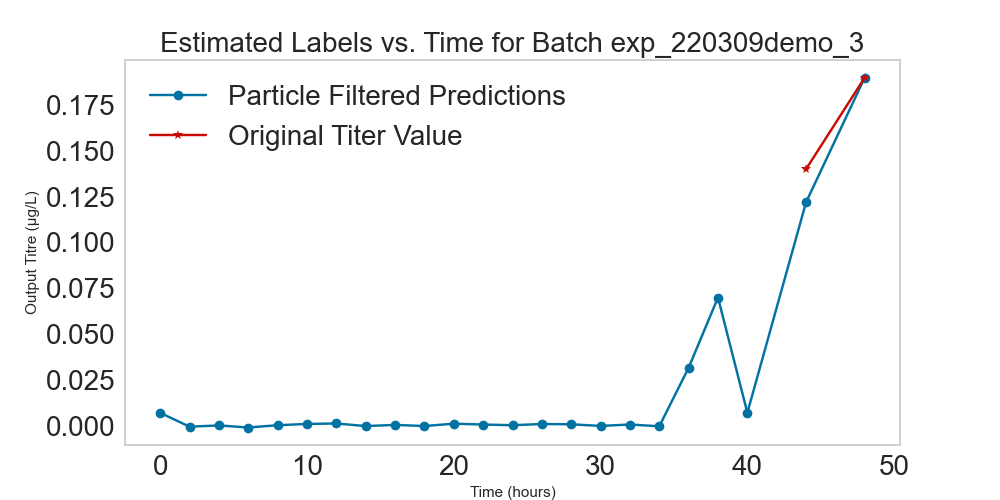 Estimated Labels vs. Time for Batch exp_220309demo_3
Particle Filtered Predictions
Original Titer Value
Output Titre (µg/L)
0.175
0.150
0.125
0.100
0.075
0.050
0.025
0.000
0 10 20 30 40 50
Time (hours)